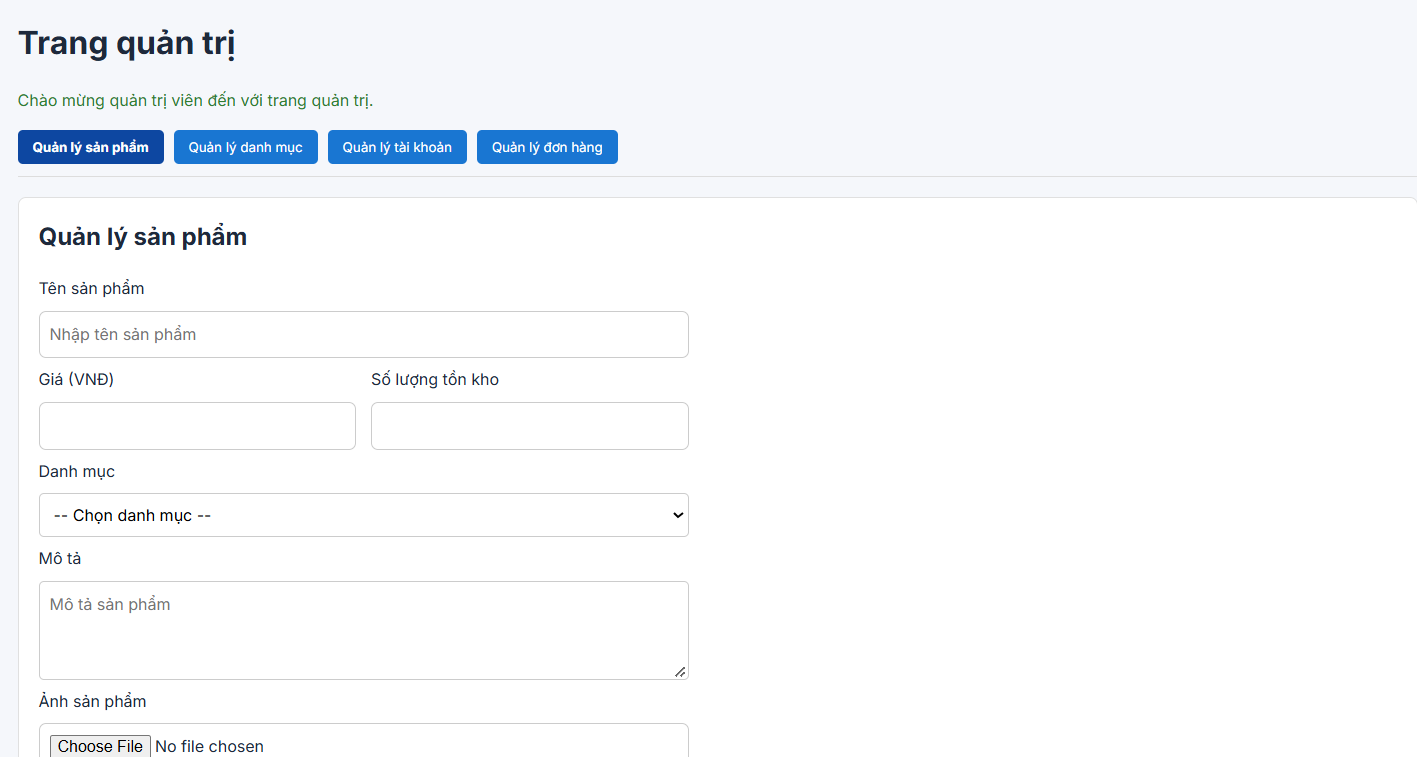 Trang quản trị
Chào mừng quản trị viên đến với trang quản trị.
Quản lý sản phẩm Quản lý danh mục Quản lý tài khoản Quản lý đơn hàng
Quản lý sản phẩm
Tên sản phẩm
Nhập tên sản phẩm
Giá (VNĐ) Số lượng tồn kho
Danh mục
-- Chọn danh mục --
Mô tả
Mô tả sản phẩm
Ảnh sản phẩm
Choose File No file chosen